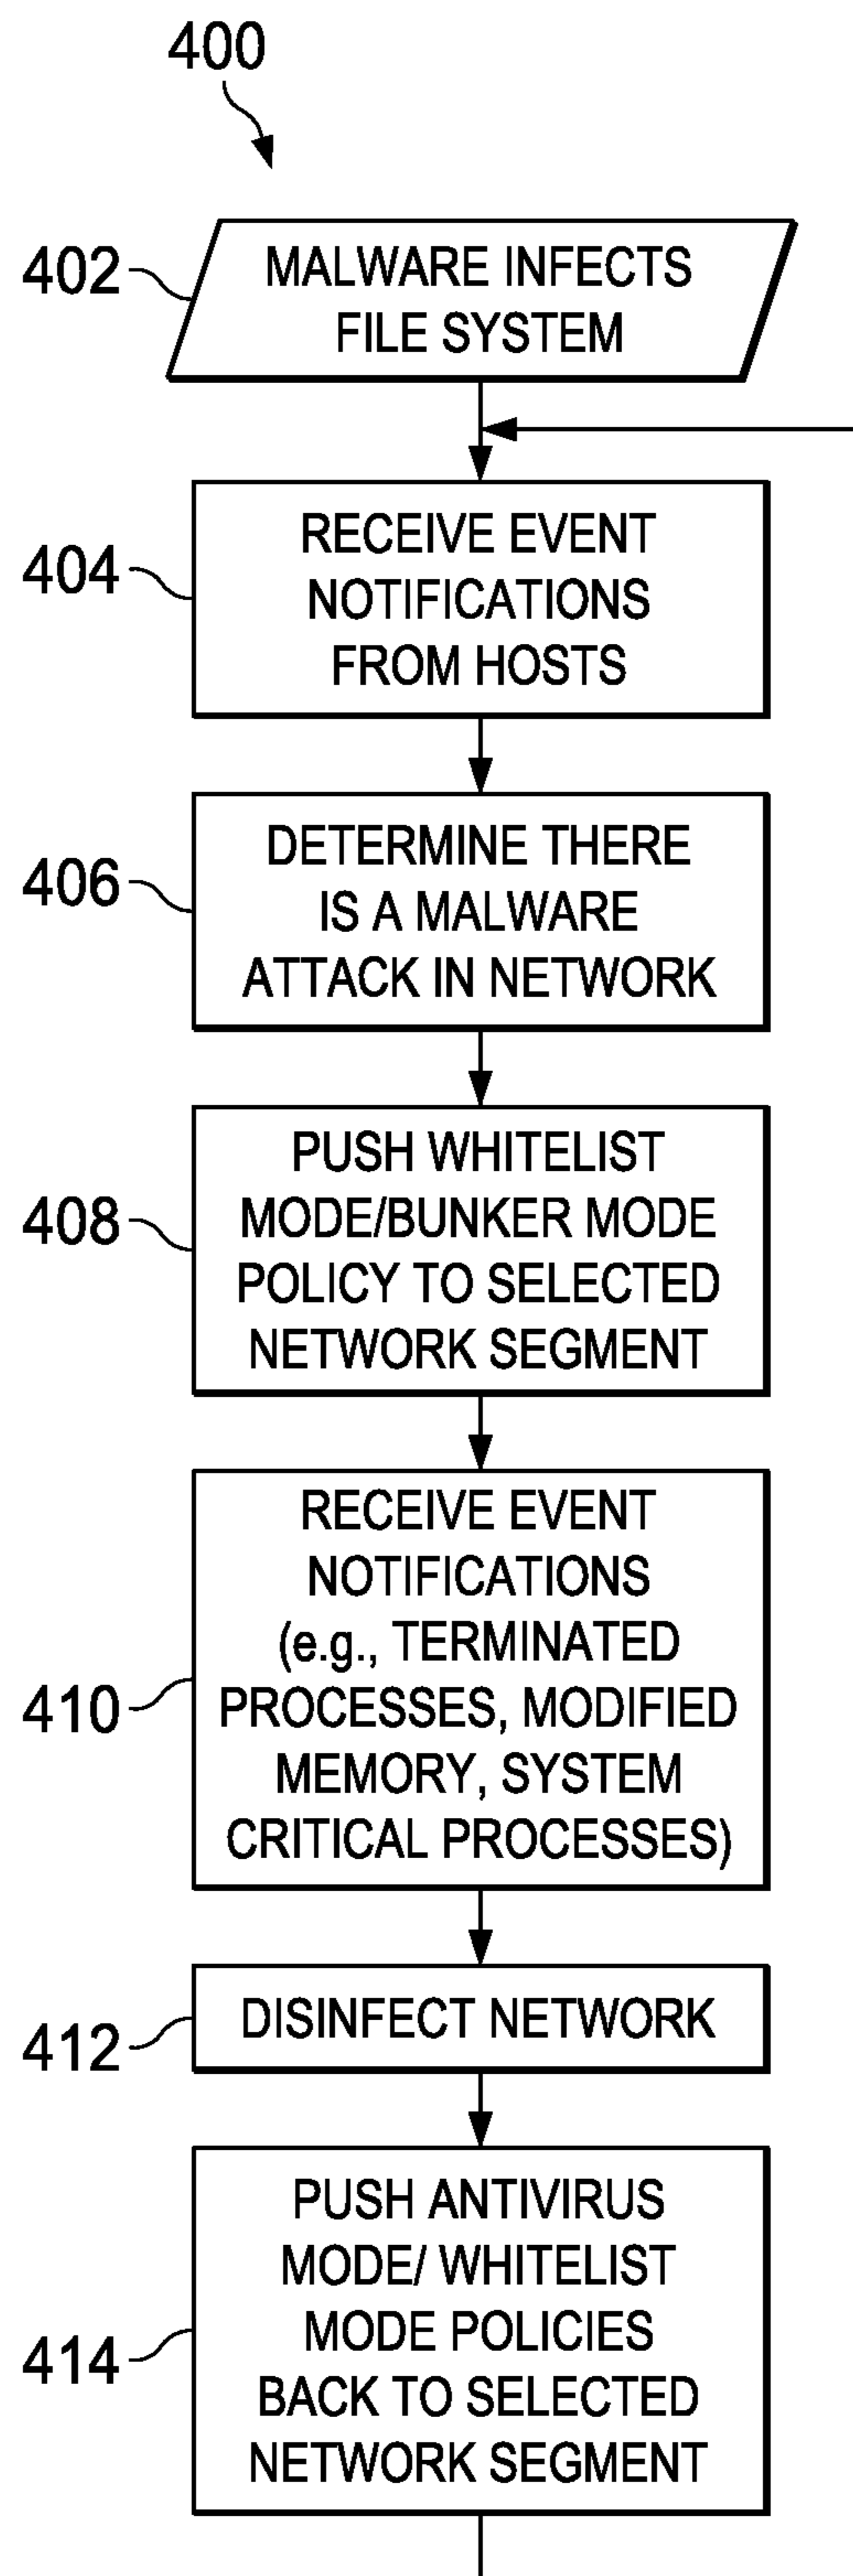 400
402
MALWARE INFECTS
FILE SYSTEM
404
RECEIVE EVENT
NOTIFICATIONS
FROM HOSTS
406
DETERMINE THERE
IS A MALWARE
ATTACK IN NETWORK
408
PUSH WHITELIST
MODE/BUNKER MODE
POLICY TO SELECTED
NETWORK SEGMENT
410
RECEIVE EVENT
NOTIFICATIONS
(e.g., TERMINATED
PROCESSES, MODIFIED
MEMORY, SYSTEM
CRITICAL PROCESSES)
412
DISINFECT NETWORK
414
PUSH ANTIVIRUS
MODE/ WHITELIST
MODE POLICIES
BACK TO SELECTED
NETWORK SEGMENT